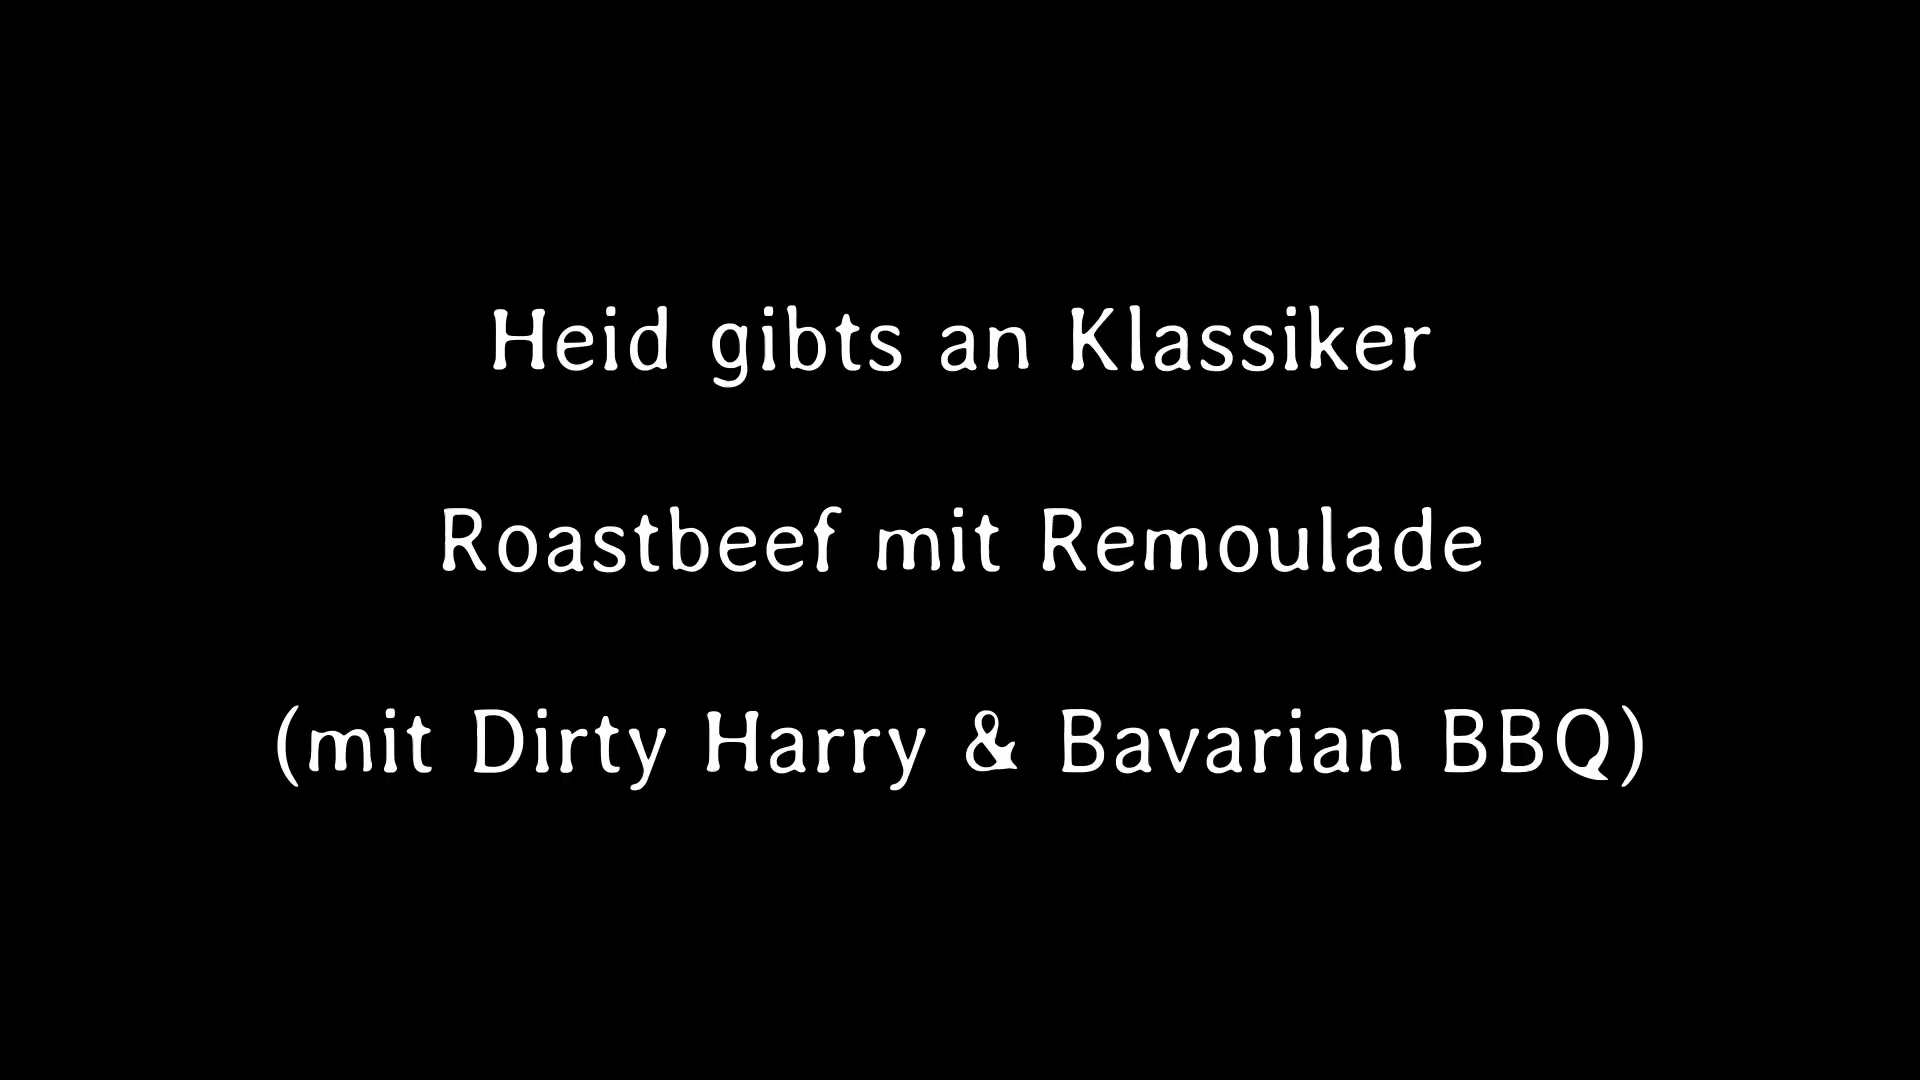 Heid gibts an Klassiker
Roastbeef mit Remoulade
(mit Dirty Harry & Bavarian BBQ)